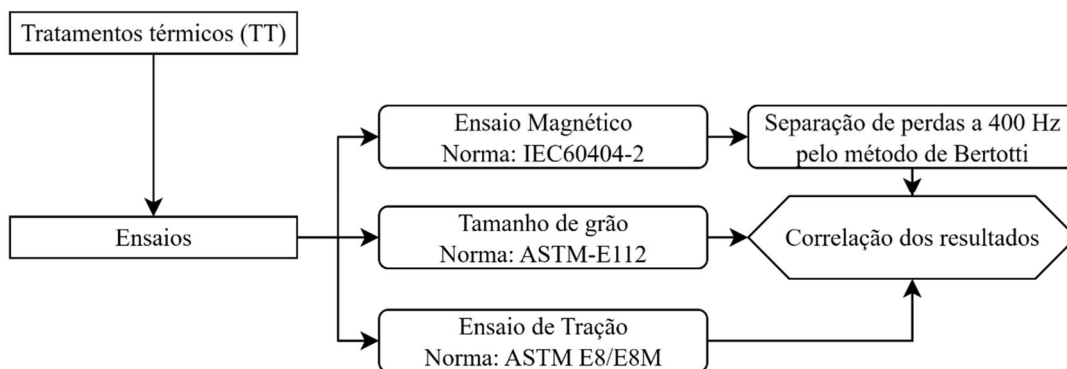 Tratamentos térmicos (TT)
Ensaios
Ensaio Magnético
Norma: IEC60404-2
Separação de perdas a 400 Hz
pelo método de Bertotti
Tamanho de grão
Norma: ASTM-E112
Correlação dos resultados
Ensaio de Tração
Norma: ASTM E8/E8M